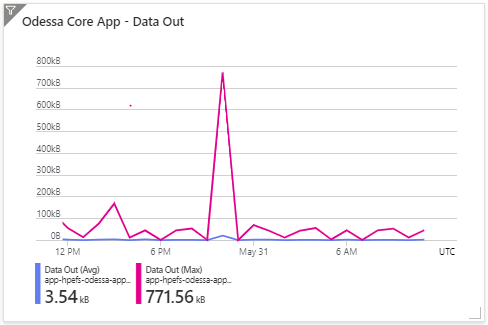 Odessa Core App - Data Out
800kB
700kB
600kB
500kB
400kB
300kB
200kB
100kB
0B
12 PM
6 PM
May 31
6 AM
UTC
Data Out (Avg)
app-hpefs-odessa-app...
3.54 kB
Data Out (Max)
app-hpefs-odessa-app...
771.56 kB